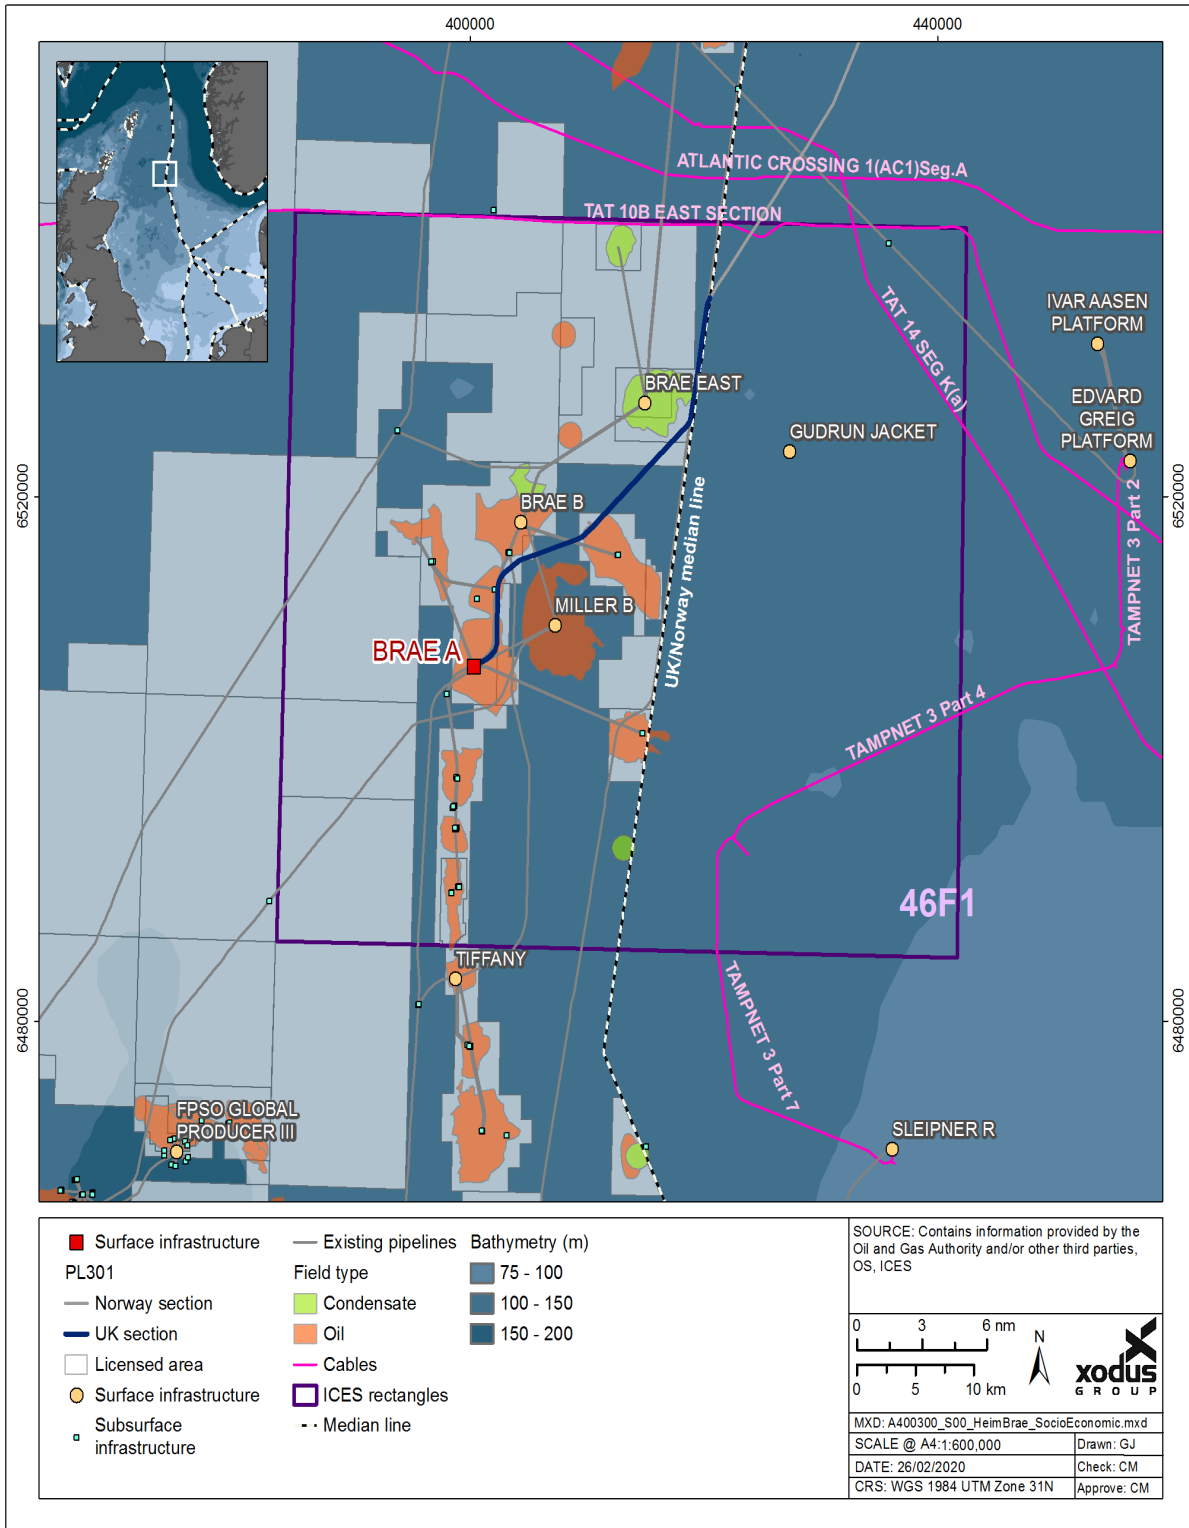 400000
440000
ATLANTIC CROSSING 1(AC1)Seg.A
TAT 10B EAST SECTION
TAT 14 SEG K(a)
IVAR AASEN
PLATFORM
BRAE EAST
EDVARD
GREIG
PLATFORM
GUDRUN JACKET
6520000
6520000
BRAE B
UK/Norway median line
TAMPNET 3 Part 2
MILLER B
BRAE A
TAMPNET 3 Part 4
46F1
TIFFANY
TAMPNET 3 Part 7
6480000
6480000
FPSO GLOBAL
PRODUCER III
SLEIPNER R
Surface infrastructure
PL301
Norway section
UK section
Licensed area
Surface infrastructure
Subsurface
infrastructure
Existing pipelines
Field type
Condensate
Oil
Cables
ICES rectangles
Median line
Bathymetry (m)
75 - 100
100 - 150
150 - 200
SOURCE: Contains information provided by the
Oil and Gas Authority and/or other third parties,
OS, ICES
0 3 6 nm
0 5 10 km
N
xodus
GROUP
MXD: A400300_S00_HeimBrae_SocioEconomic.mxd
SCALE @ A4:1:600,000
Drawn: GJ
DATE: 26/02/2020
Check: CM
CRS: WGS 1984 UTM Zone 31N
Approve: CM